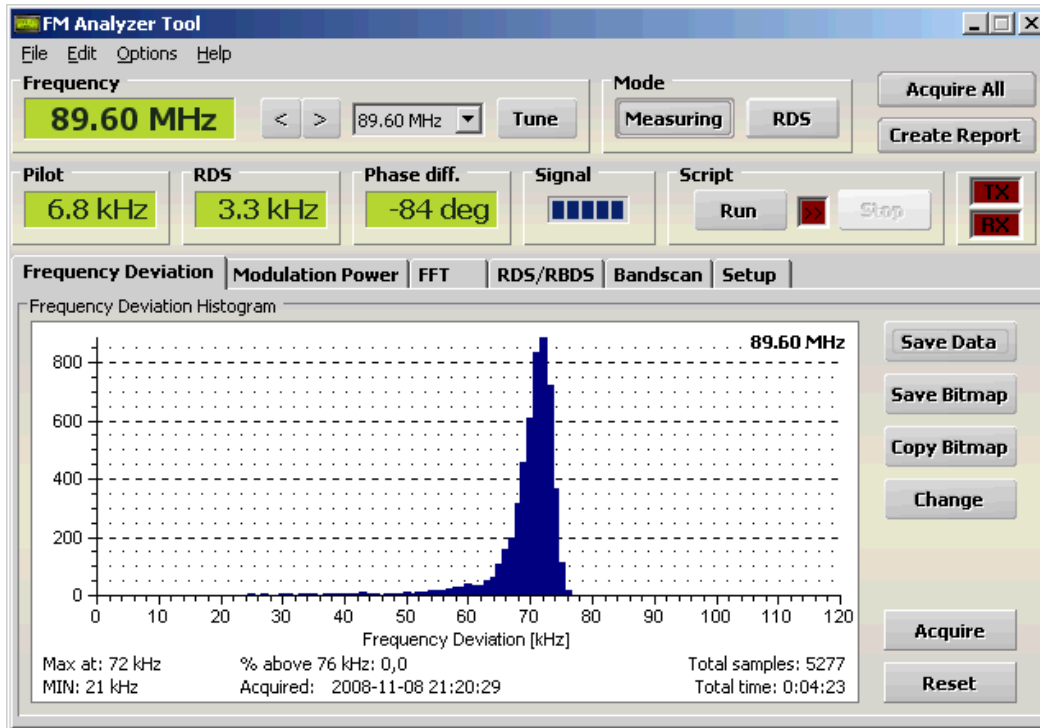 FM Analyzer Tool
File Edit Options Help
Frequency
89.60 MHz
< >
89.60 MHz
Tune
Mode
Measuring
RDS
Acquire All
Create Report
Pilot
6.8 kHz
RDS
3.3 kHz
Phase diff.
-84 deg
Signal
Script
Run
>>
Stop
TX
RX
Frequency Deviation
Modulation Power
FFT
RDS/RBDS
Bandscan
Setup
Frequency Deviation Histogram
89.60 MHz
800
600
400
200
0
0 10 20 30 40 50 60 70 80 90 100 110 120
Frequency Deviation [kHz]
Max at: 72 kHz
% above 76 kHz: 0,0
Total samples: 5277
MIN: 21 kHz
Acquired: 2008-11-08 21:20:29
Total time: 0:04:23
Save Data
Save Bitmap
Copy Bitmap
Change
Acquire
Reset